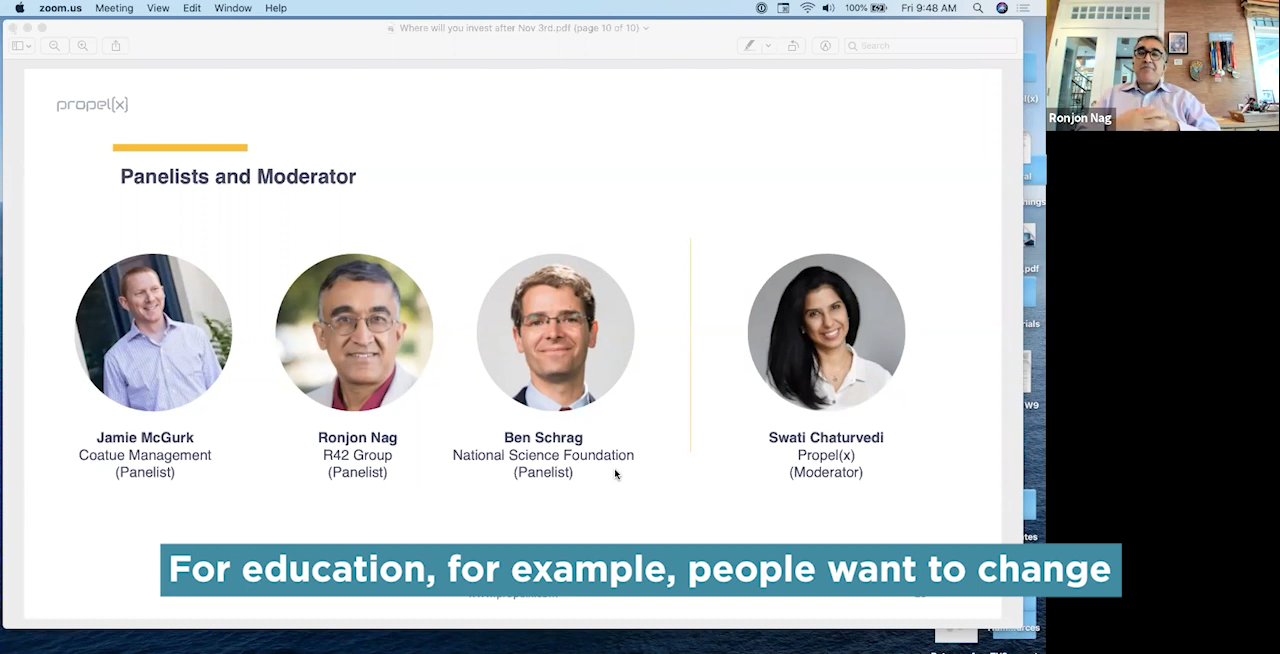 zoom.us Meeting View Edit Window Help
100%
Fri 9:48 AM
Where will you invest after Nov 3rd.pdf (page 10 of 10)
Search
Ronjon Nag
propel(x)
Panelists and Moderator
Jamie McGurk
Coatue Management
(Panelist)
Ronjon Nag
R42 Group
(Panelist)
Ben Schrag
National Science Foundation
(Panelist)
Swati Chaturvedi
Propel(x)
(Moderator)
.pdf
W9
For education, for example, people want to change